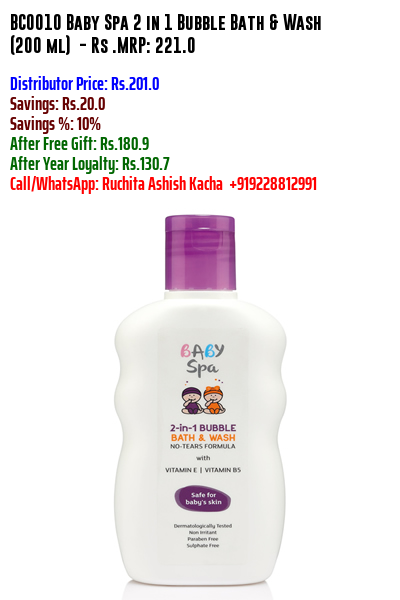 BC0010 Baby Spa 2 in 1 Bubble Bath & Wash
(200 ml) - Rs .MRP: 221.0
Distributor Price: Rs.201.0
Savings: Rs.20.0
Savings %: 10%
After Free Gift: Rs.180.9
After Year Loyalty: Rs.130.7
Call/WhatsApp: Ruchita Ashish Kacha +919228812991
BABY
Spa
2-in-1 BUBBLE
BATH & WASH
NO-TEARS FORMULA
with
VITAMIN E | VITAMIN B5
Safe for
baby's skin
Dermatologically Tested
Non Irritant
Paraben Free
Sulphate Free